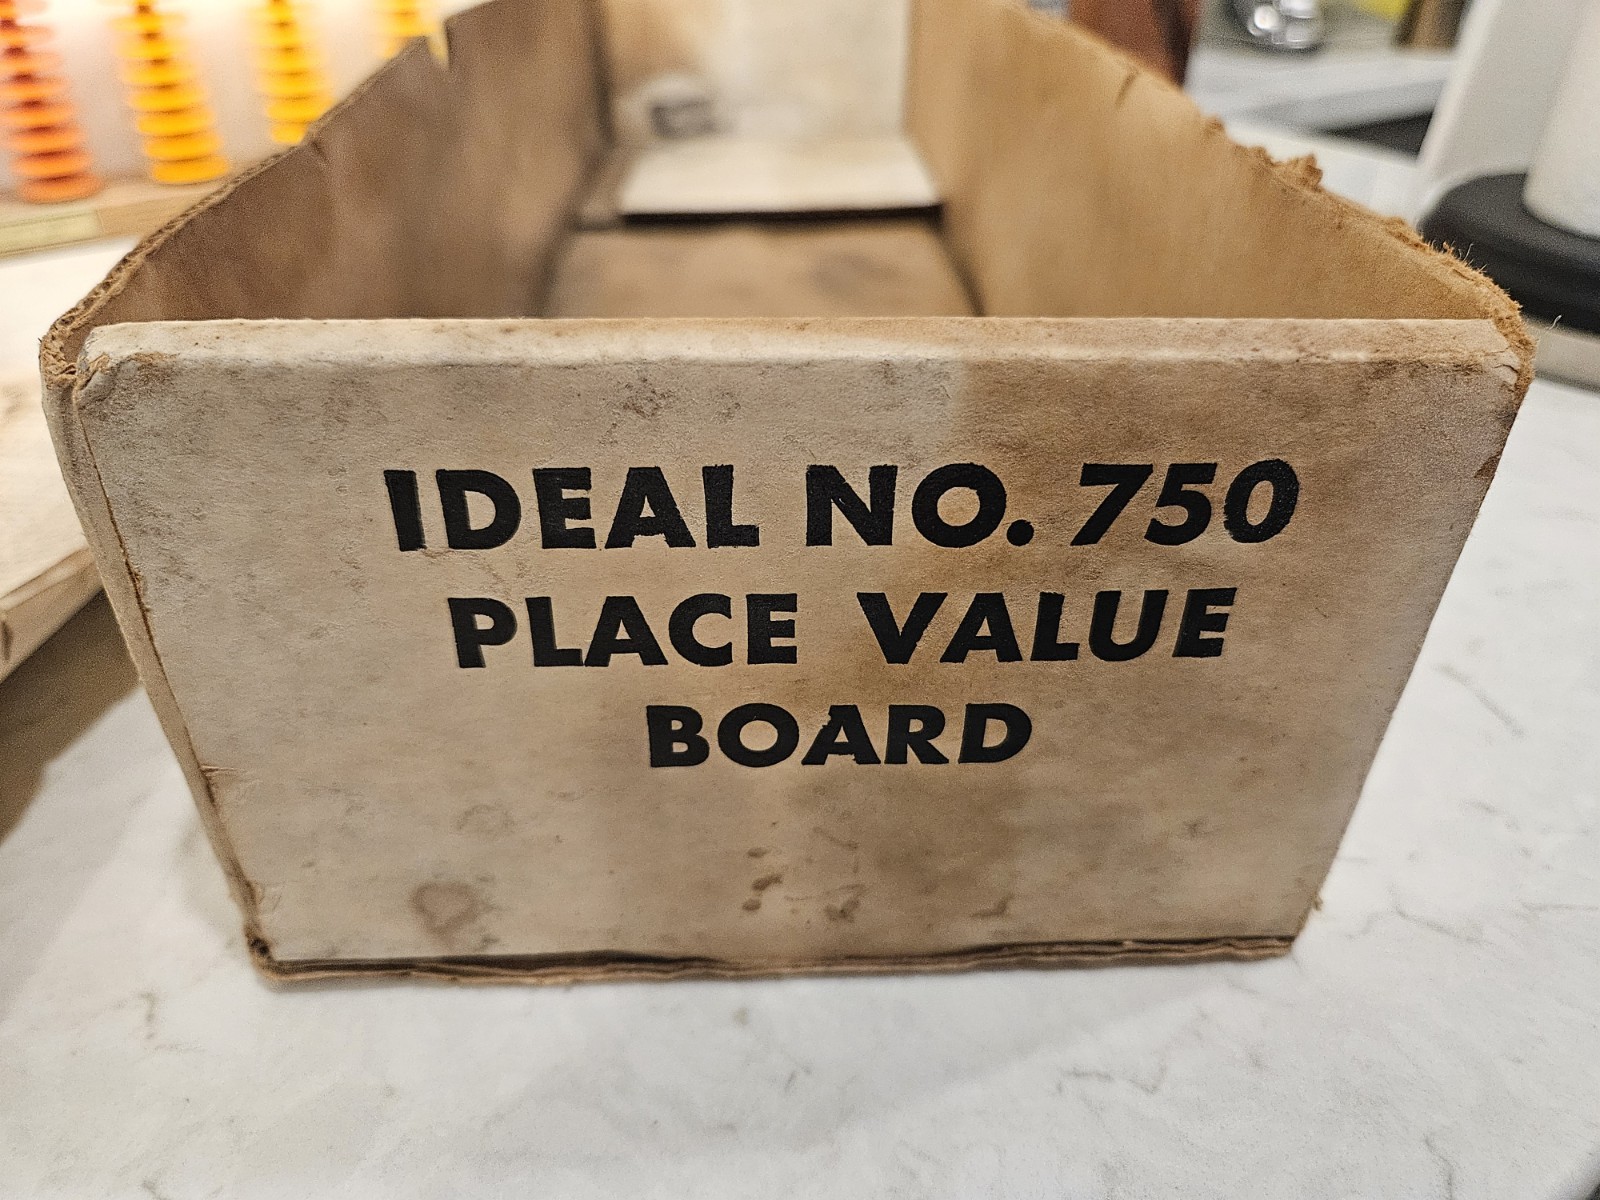 IDEAL NO. 750
PLACE VALUE
BOARD